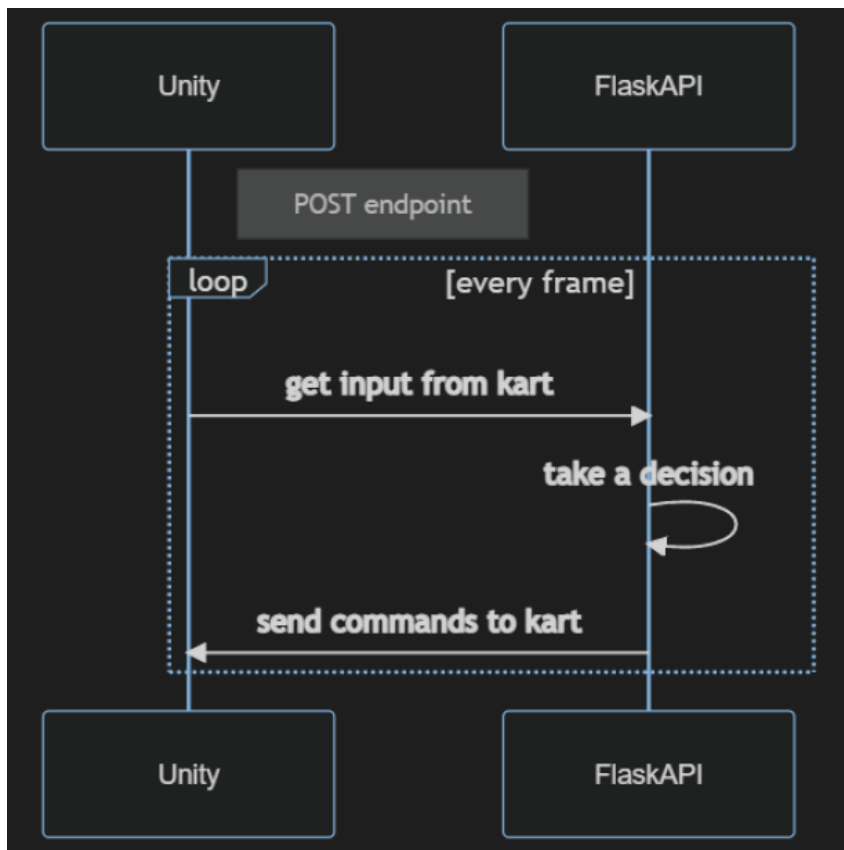 Unity
FlaskAPI
POST endpoint
loop
[every frame]
get input from kart
take a decision
send commands to kart
Unity
FlaskAPI